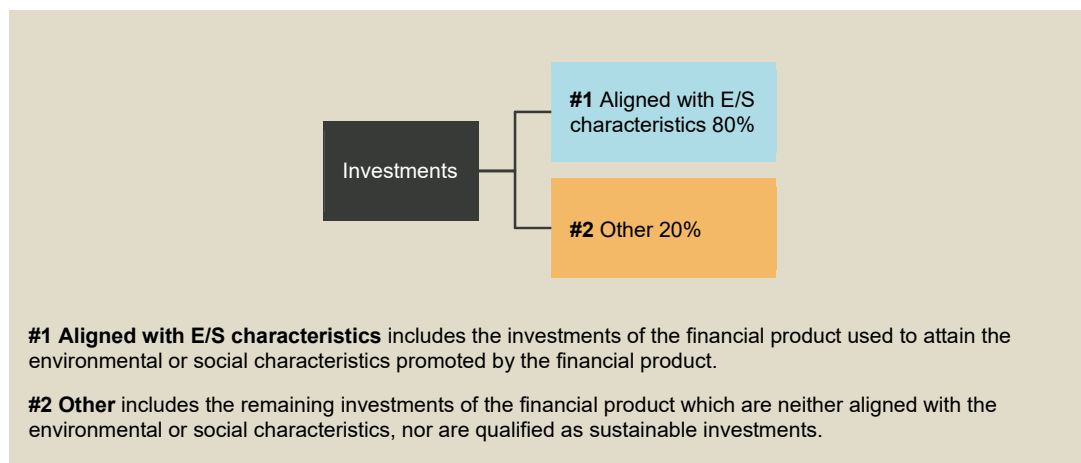 #1 Aligned with E/S
characteristics 80%
Investments
#2 Other 20%
#1 Aligned with E/S characteristics includes the investments of the financial product used to attain the
environmental or social characteristics promoted by the financial product.
#2 Other includes the remaining investments of the financial product which are neither aligned with the
environmental or social characteristics, nor are qualified as sustainable investments.